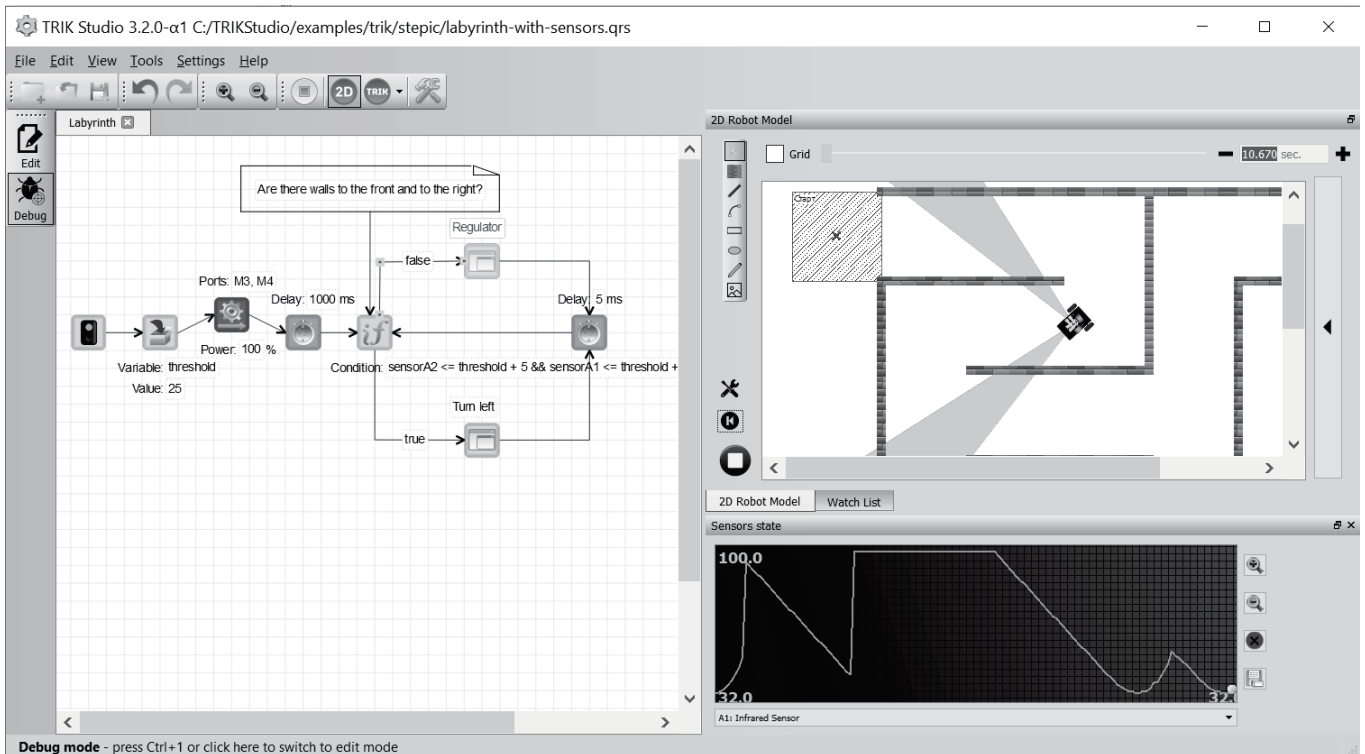 TRIK Studio 3.2.0-α1 C:/TRIKStudio/examples/trik/stepic/labyrinth-with-sensors.qrs
File Edit View Tools Settings Help
2D TRIK
Labyrinth
Edit
Debug
Are there walls to the front and to the right?
Regulator
false
Ports: M3, M4
Delay: 1000 ms
Delay: 5 ms
if
Power: 100 %
Variable: threshold
Value: 25
Condition: sensorA2 <= threshold + 5 && sensorA1 <= threshold +
Turn left
true
2D Robot Model
Grid
10.670 sec.
Старт
2D Robot Model Watch List
Sensors state
100.0
32.0
A1: Infrared Sensor
Debug mode - press Ctrl+1 or click here to switch to edit mode